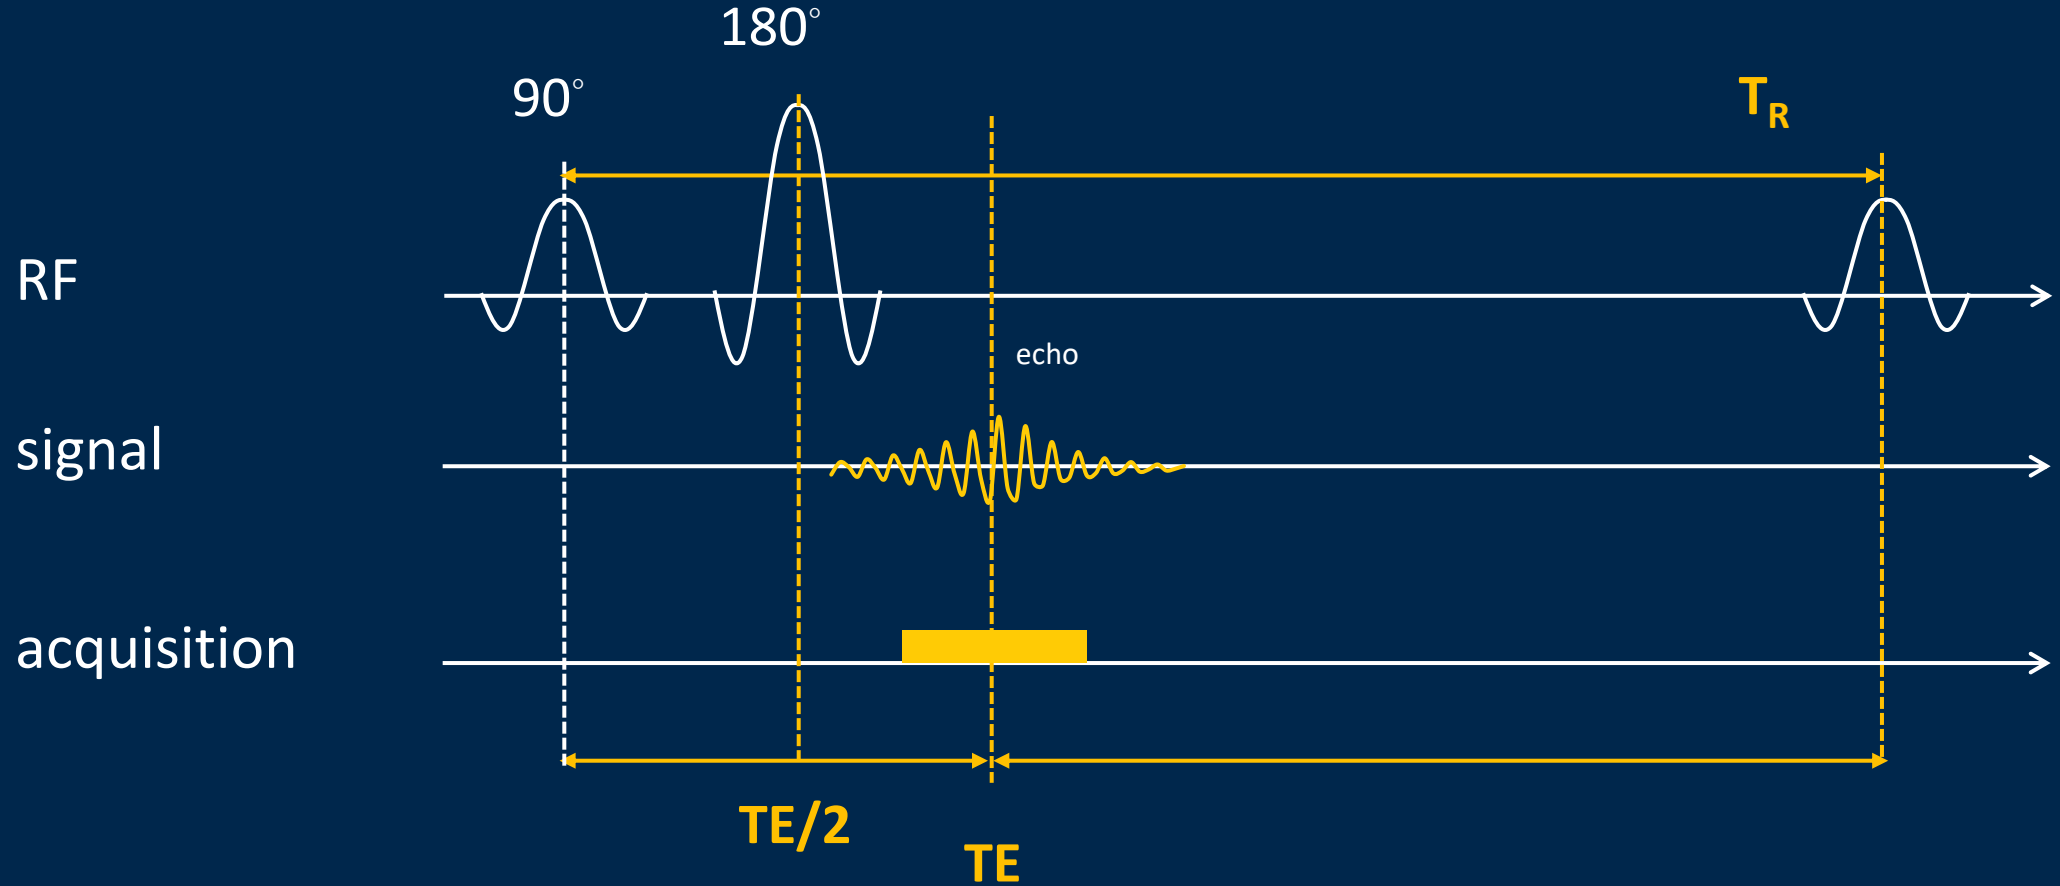 180°
90°
TR
RF
echo
signal
acquisition
TE/2
TE